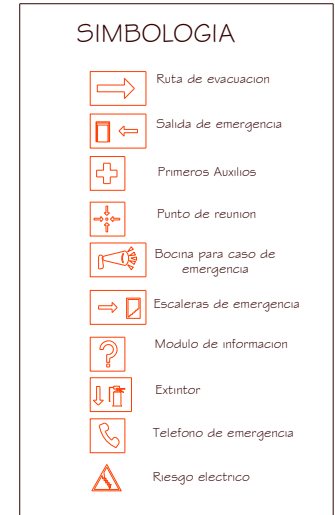 SIMBOLOGIA
Ruta de evacuacion
Salida de emergencia
Primeros Auxilios
Punto de reunion
Bocina para caso de
emergencia
Escaleras de emergencia
Modulo de informacion
Extintor
Telefono de emergencia
Riesgo electrico